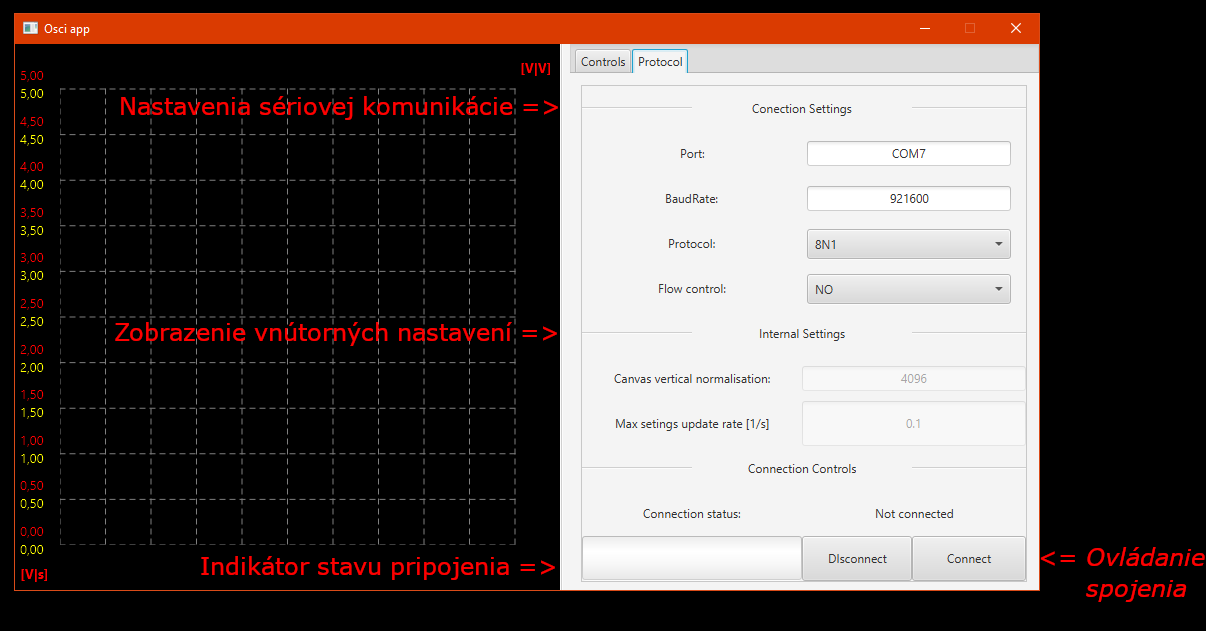 Osci app
Controls
Protocol
[V|V]
5,00
5,00
4,50
4,50
4,00
4,00
3,50
3,50
3,00
3,00
2,50
2,50
2,00
2,00
1,50
1,50
1,00
1,00
0,50
0,50
0,00
0,00
[V|s]
Nastavenia sériovej komunikácie =>
Zobrazenie vnútorných nastavení =>
Indikátor stavu pripojenia =>
Conection Settings
Port: COM7
BaudRate: 921600
Protocol: 8N1
Flow control: NO
Internal Settings
Canvas vertical normalisation: 4096
Max setings update rate [1/s] 0.1
Connection Controls
Connection status: Not connected
DIsconnect
Connect
<= Ovládanie
spojenia